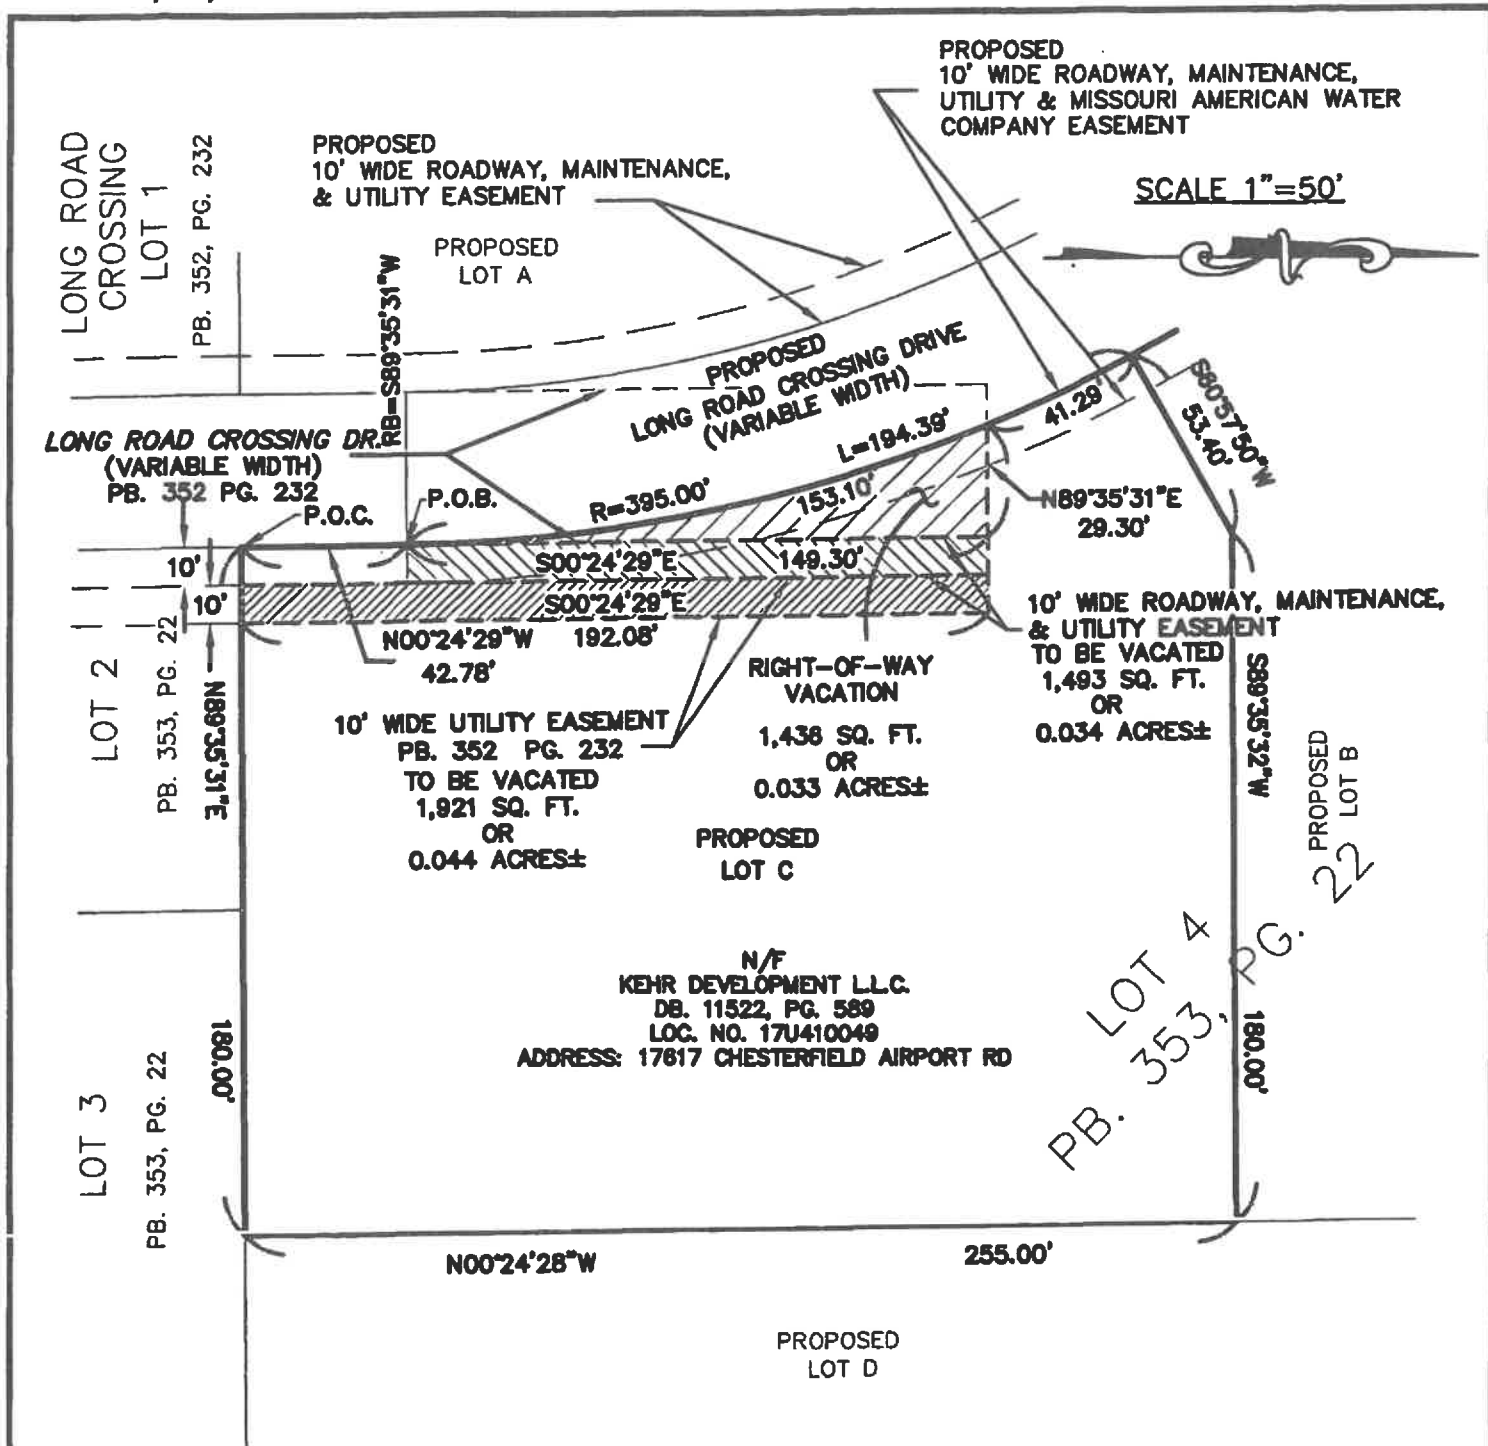 PROPOSED
10' WIDE ROADWAY, MAINTENANCE,
UTILITY & MISSOURI AMERICAN WATER
COMPANY EASEMENT
PROPOSED
10' WIDE ROADWAY, MAINTENANCE,
& UTILITY EASEMENT
SCALE 1"=50'
LONG ROAD
CROSSING
LOT 1
PB. 352, PG. 232
PROPOSED
LOT A
RB=S89°35'31"W
PROPOSED
LONG ROAD CROSSING DRIVE
(VARIABLE WIDTH)
LONG ROAD CROSSING DR.
(VARIABLE WIDTH)
PB. 352 PG. 232
P.O.C.
P.O.B.
R=395.00'
L=194.39'
153.10'
41.29'
S80°57'50"W
53.40'
N89°35'31"E
29.30'
10'
10'
S00°24'29"E
149.30'
S00°24'29"E
192.08'
N00°24'29"W
42.78'
10' WIDE ROADWAY, MAINTENANCE,
& UTILITY EASEMENT
TO BE VACATED
1,493 SQ. FT.
OR
0.034 ACRES±
RIGHT-OF-WAY
VACATION
1,436 SQ. FT.
OR
0.033 ACRES±
10' WIDE UTILITY EASEMENT
PB. 352 PG. 232
TO BE VACATED
1,921 SQ. FT.
OR
0.044 ACRES±
LOT 2
PB. 353, PG. 22
N89°35'31"E
180.00'
PROPOSED
LOT C
S89°35'32"W
180.00'
PROPOSED
LOT B
N/F
KEHR DEVELOPMENT L.L.C.
DB. 11522, PG. 589
LOC. NO. 17U410049
ADDRESS: 17617 CHESTERFIELD AIRPORT RD
LOT 4
PB. 353, PG. 22
LOT 3
PB. 353, PG. 22
N00°24'28"W
255.00'
PROPOSED
LOT D